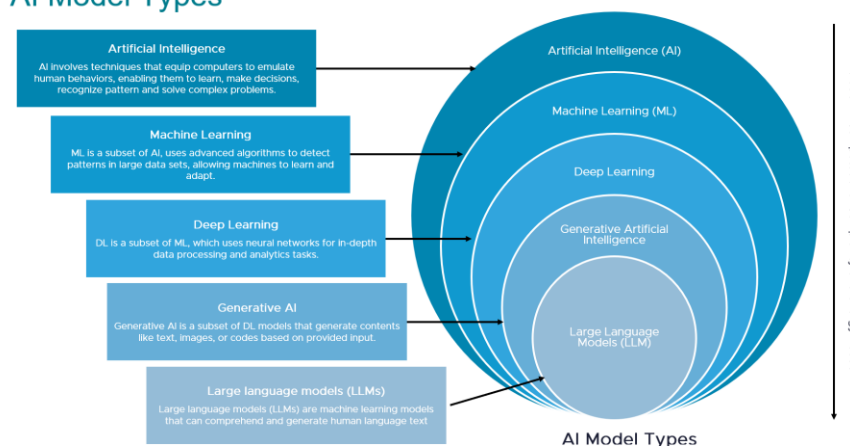 AI Model Types
Artificial Intelligence
AI involves techniques that equip computers to emulate
human behaviors, enabling them to learn, make decisions,
recognize pattern and solve complex problems.
Machine Learning
ML is a subset of AI, uses advanced algorithms to detect
patterns in large data sets, allowing machines to learn and
adapt.
Deep Learning
DL is a subset of ML, which uses neural networks for in-depth
data processing and analytics tasks.
Generative AI
Generative AI is a subset of DL models that generate contents
like text, images, or codes based on provided input.
Large language models (LLMs)
Large language models (LLMs) are machine learning models
that can comprehend and generate human language text
Artificial Intelligence (AI)
Machine Learning (ML)
Deep Learning
Generative Artificial
Intelligence
Large Language
Models (LLM)
AI Model Types